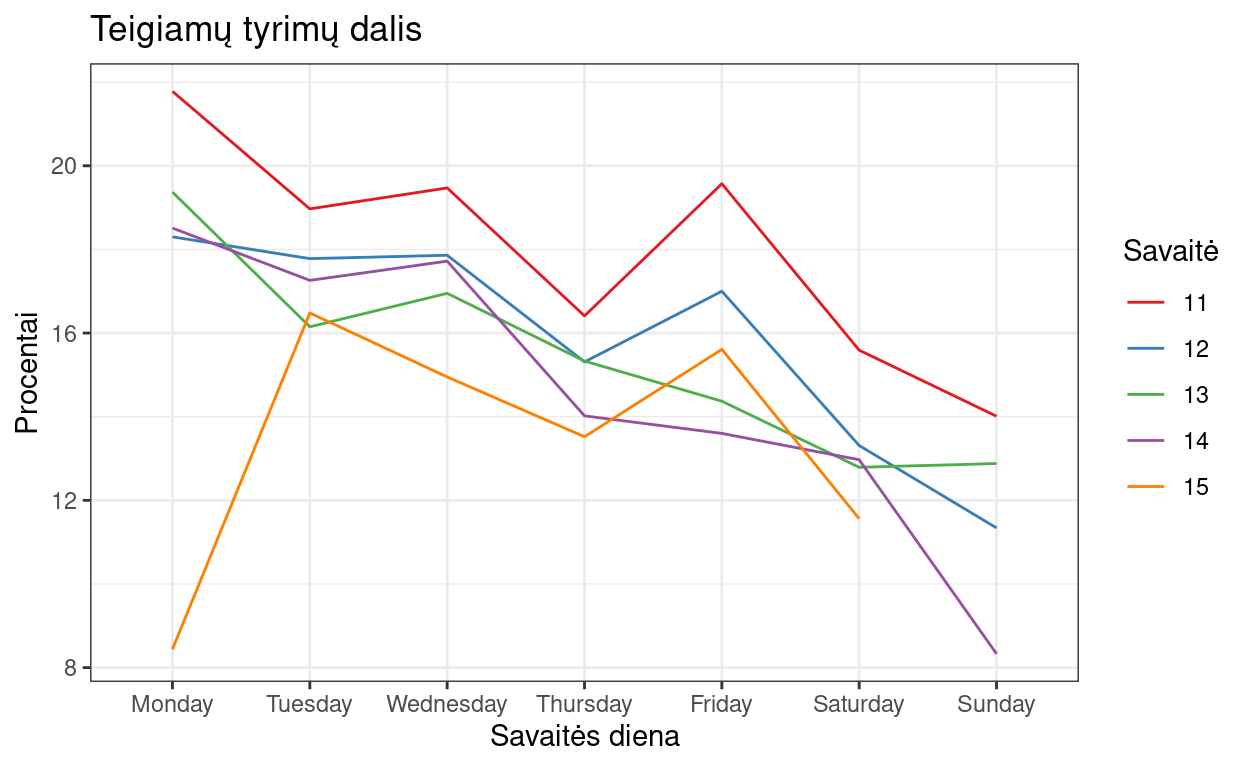 Teigiamų tyrimų dalis
Procentai
20
16
12
8
Monday Tuesday Wednesday Thursday Friday Saturday Sunday
Savaitės diena
Savaitė
11
12
13
14
15